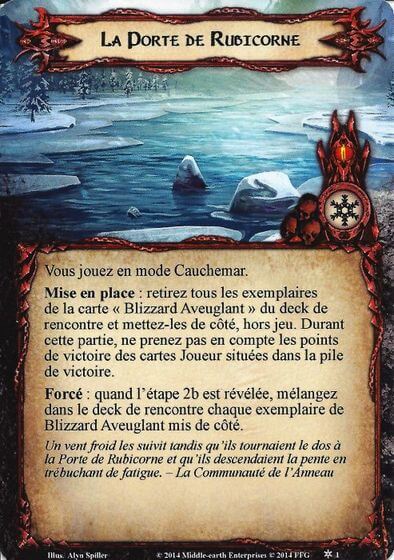 La Porte de Rubicorne
Vous jouez en mode Cauchemar.
Mise en place : retirez tous les exemplaires
de la carte « Blizzard Aveuglant » du deck de
rencontre et mettez-les de côté, hors jeu. Durant
cette partie, ne prenez pas en compte les points
de victoire des cartes Joueur situées dans la pile
de victoire.
Forcé : quand l'étape 2b est révélée, mélangez
dans le deck de rencontre chaque exemplaire de
Blizzard Aveuglant mis de côté.
Un vent froid les suivit tandis qu'ils tournaient le dos à
la Porte de Rubicorne et qu'ils descendaient la pente en
trébuchant de fatigue. – La Communauté de l'Anneau
Illus. Alyn Spiller © 2014 Middle-earth Enterprises © 2014 FFG 1